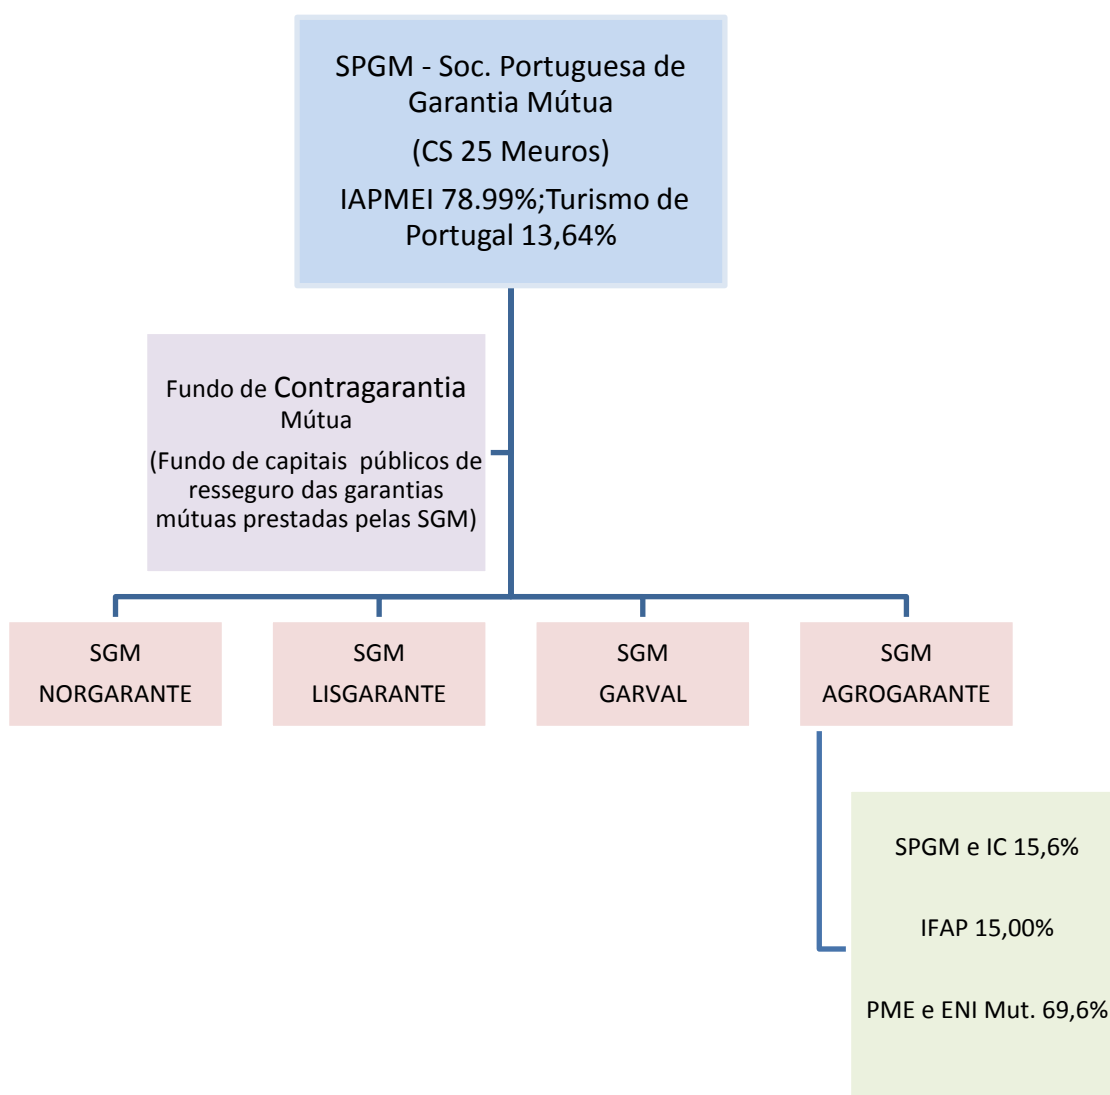 SPGM - Soc. Portuguesa de
Garantia Mútua
(CS 25 Meuros)
IAPMEI 78.99%;Turismo de
Portugal 13,64%
Fundo de Contragarantia
Mútua
(Fundo de capitais públicos de
resseguro das garantias
mútuas prestadas pelas SGM)
SGM
NORGARANTE
SGM
LISGARANTE
SGM
GARVAL
SGM
AGROGARANTE
SPGM e IC 15,6%
IFAP 15,00%
PME e ENI Mut. 69,6%